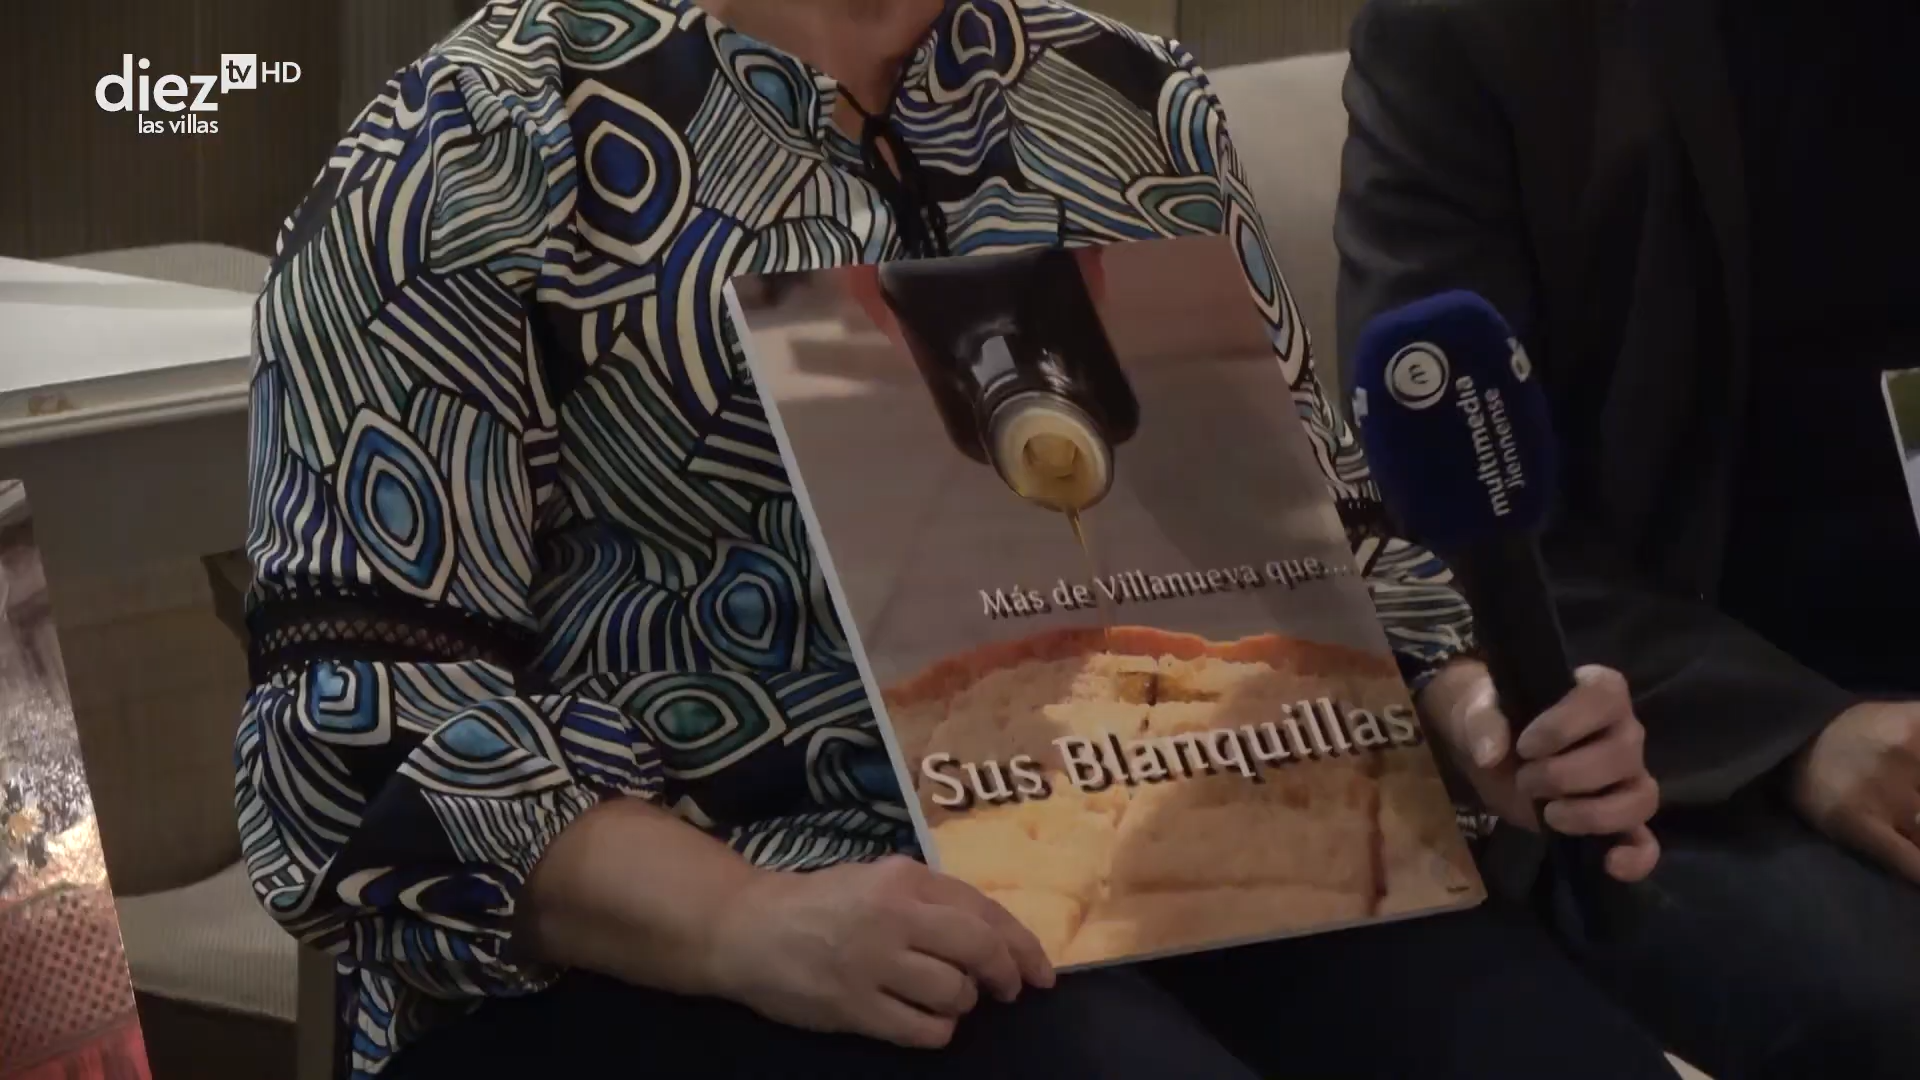 diez tv HD
las villas
multimedia
jiennense
Más de Villanueva que...
Sus Blanquillas